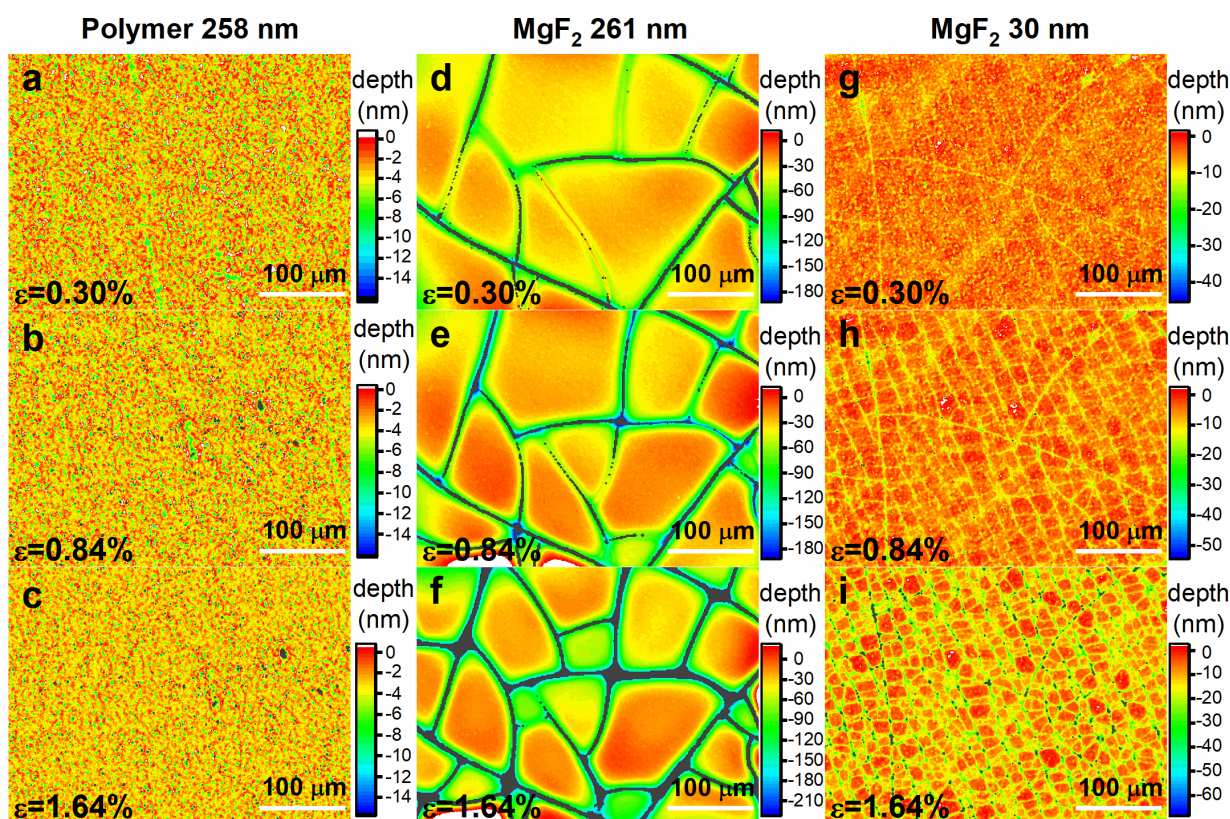 Polymer 258 nm
MgF₂ 261 nm
MgF₂ 30 nm
a
depth
(nm)
0
-2
-4
-6
-8
-10
-12
-14
100 μm
ε=0.30%
d
depth
(nm)
0
-30
-60
-90
-120
-150
-180
100 μm
ε=0.30%
g
depth
(nm)
0
-10
-20
-30
-40
100 μm
ε=0.30%
b
depth
(nm)
0
-2
-4
-6
-8
-10
-12
-14
100 μm
ε=0.84%
e
depth
(nm)
0
-30
-60
-90
-120
-150
-180
100 μm
ε=0.84%
h
depth
(nm)
0
-10
-20
-30
-40
-50
100 μm
ε=0.84%
c
depth
(nm)
0
-2
-4
-6
-8
-10
-12
-14
100 μm
ε=1.64%
f
depth
(nm)
0
-30
-60
-90
-120
-150
-180
-210
100 μm
ε=1.64%
i
depth
(nm)
0
-10
-20
-30
-40
-50
-60
100 μm
ε=1.64%